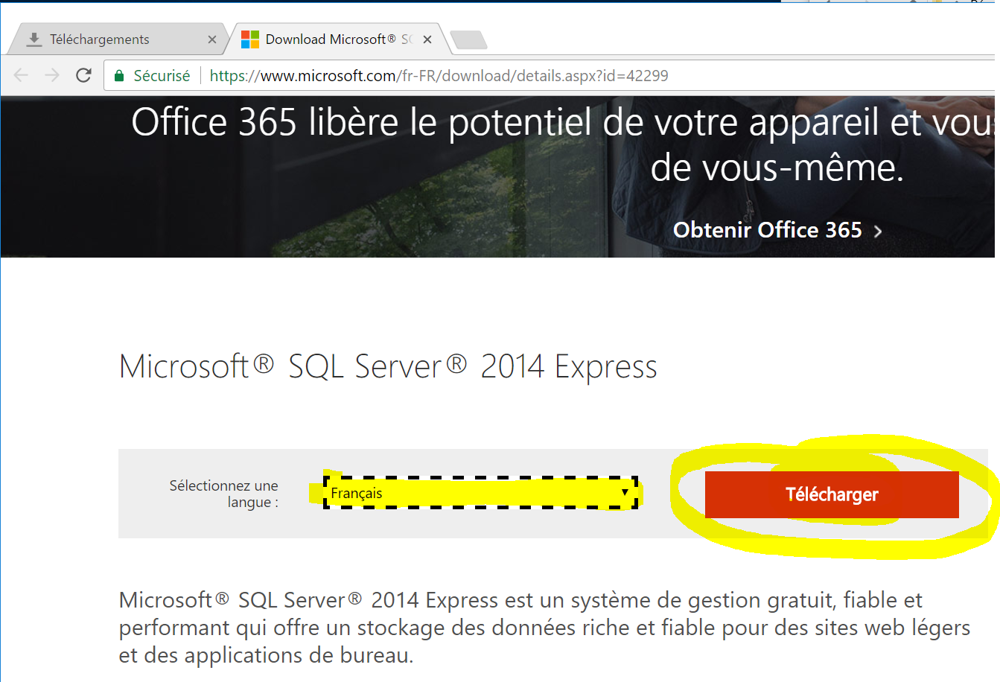 Téléchargements
Download Microsoft® SQ
Sécurisé
https://www.microsoft.com/fr-FR/download/details.aspx?id=42299
Office 365 libère le potentiel de votre appareil et vous
de vous-même.
Obtenir Office 365
Microsoft® SQL Server® 2014 Express
Sélectionnez une
langue :
Français
Télécharger
Microsoft® SQL Server® 2014 Express est un système de gestion gratuit, fiable et
performant qui offre un stockage des données riche et fiable pour des sites web légers
et des applications de bureau.